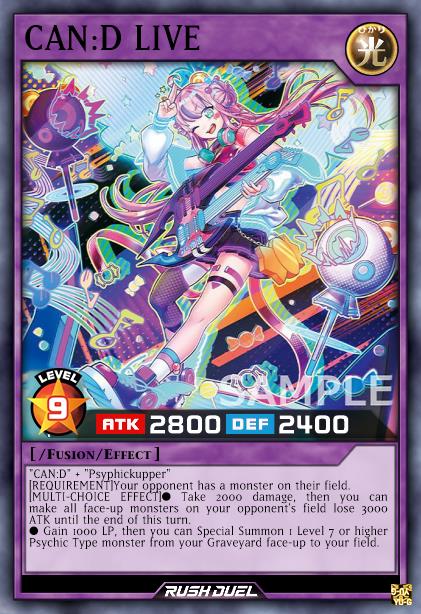 CAN:D LIVE
ひかり
光
SAMPLE
LEVEL
9
ATK 2800 DEF 2400
[/Fusion/Effect]
"CAN:D" + "Psyphickupper"
[REQUIREMENT]Your opponent has a monster on their field.
[MULTI-CHOICE EFFECT]● Take 2000 damage, then you can
make all face-up monsters on your opponent's field lose 3000
ATK until the end of this turn.
● Gain 1000 LP, then you can Special Summon 1 Level 7 or higher
Psychic Type monster from your Graveyard face-up to your field.
RUSH DUEL